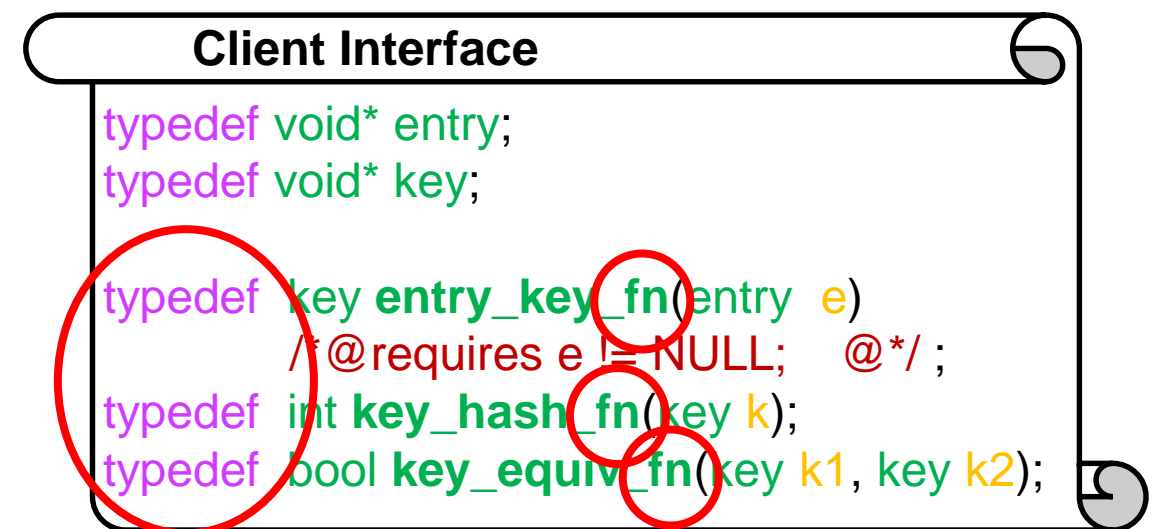 Client Interface
typedef void* entry;
typedef void* key;
typedef key entry_key_fn(entry e)
/*@requires e != NULL; @*/ ;
typedef int key_hash_fn(key k);
typedef bool key_equiv_fn(key k1, key k2);